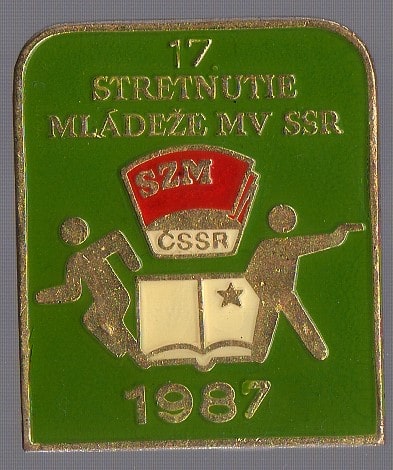 17.
STRETNUTIE
MLÁDEŽE MV SSR
SZM
ČSSR
1987